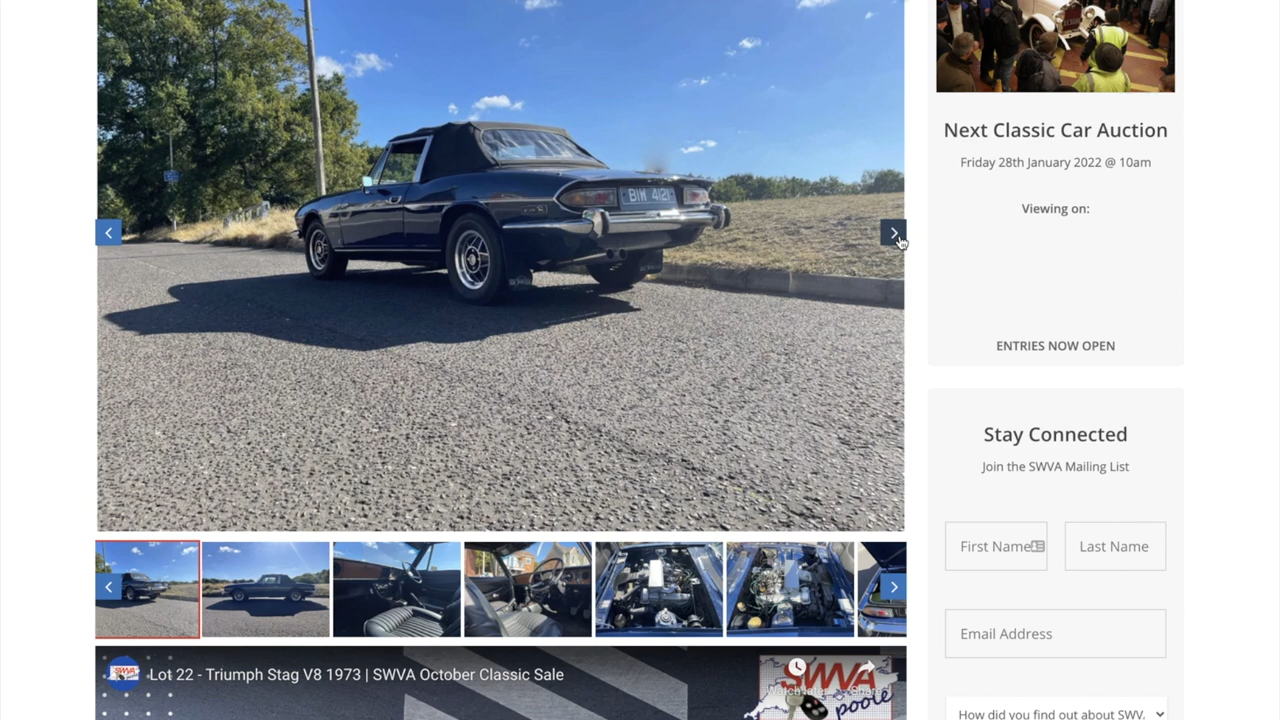 BIW 412L
Next Classic Car Auction
Friday 28th January 2022 @ 10am
Viewing on:
ENTRIES NOW OPEN
Stay Connected
Join the SWVA Mailing List
First Name
Last Name
Email Address
Lot 22 - Triumph Stag V8 1973 | SWVA October Classic Sale
Watch later
Share
SWVA
poole
How did you find out about SWV